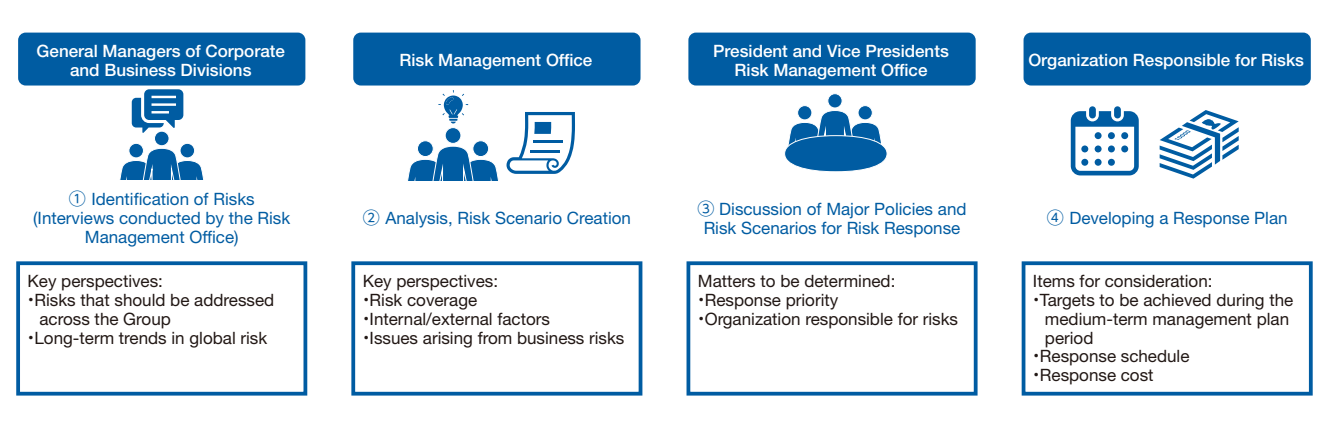 General Managers of Corporate
and Business Divisions
① Identification of Risks
(Interviews conducted by the Risk
Management Office)
Key perspectives:
・Risks that should be addressed
across the Group
・Long-term trends in global risk
Risk Management Office
② Analysis, Risk Scenario Creation
Key perspectives:
・Risk coverage
・Internal/external factors
・Issues arising from business risks
President and Vice Presidents
Risk Management Office
③ Discussion of Major Policies and
Risk Scenarios for Risk Response
Matters to be determined:
・Response priority
・Organization responsible for risks
Organization Responsible for Risks
④ Developing a Response Plan
Items for consideration:
・Targets to be achieved during the
medium-term management plan
period
・Response schedule
・Response cost